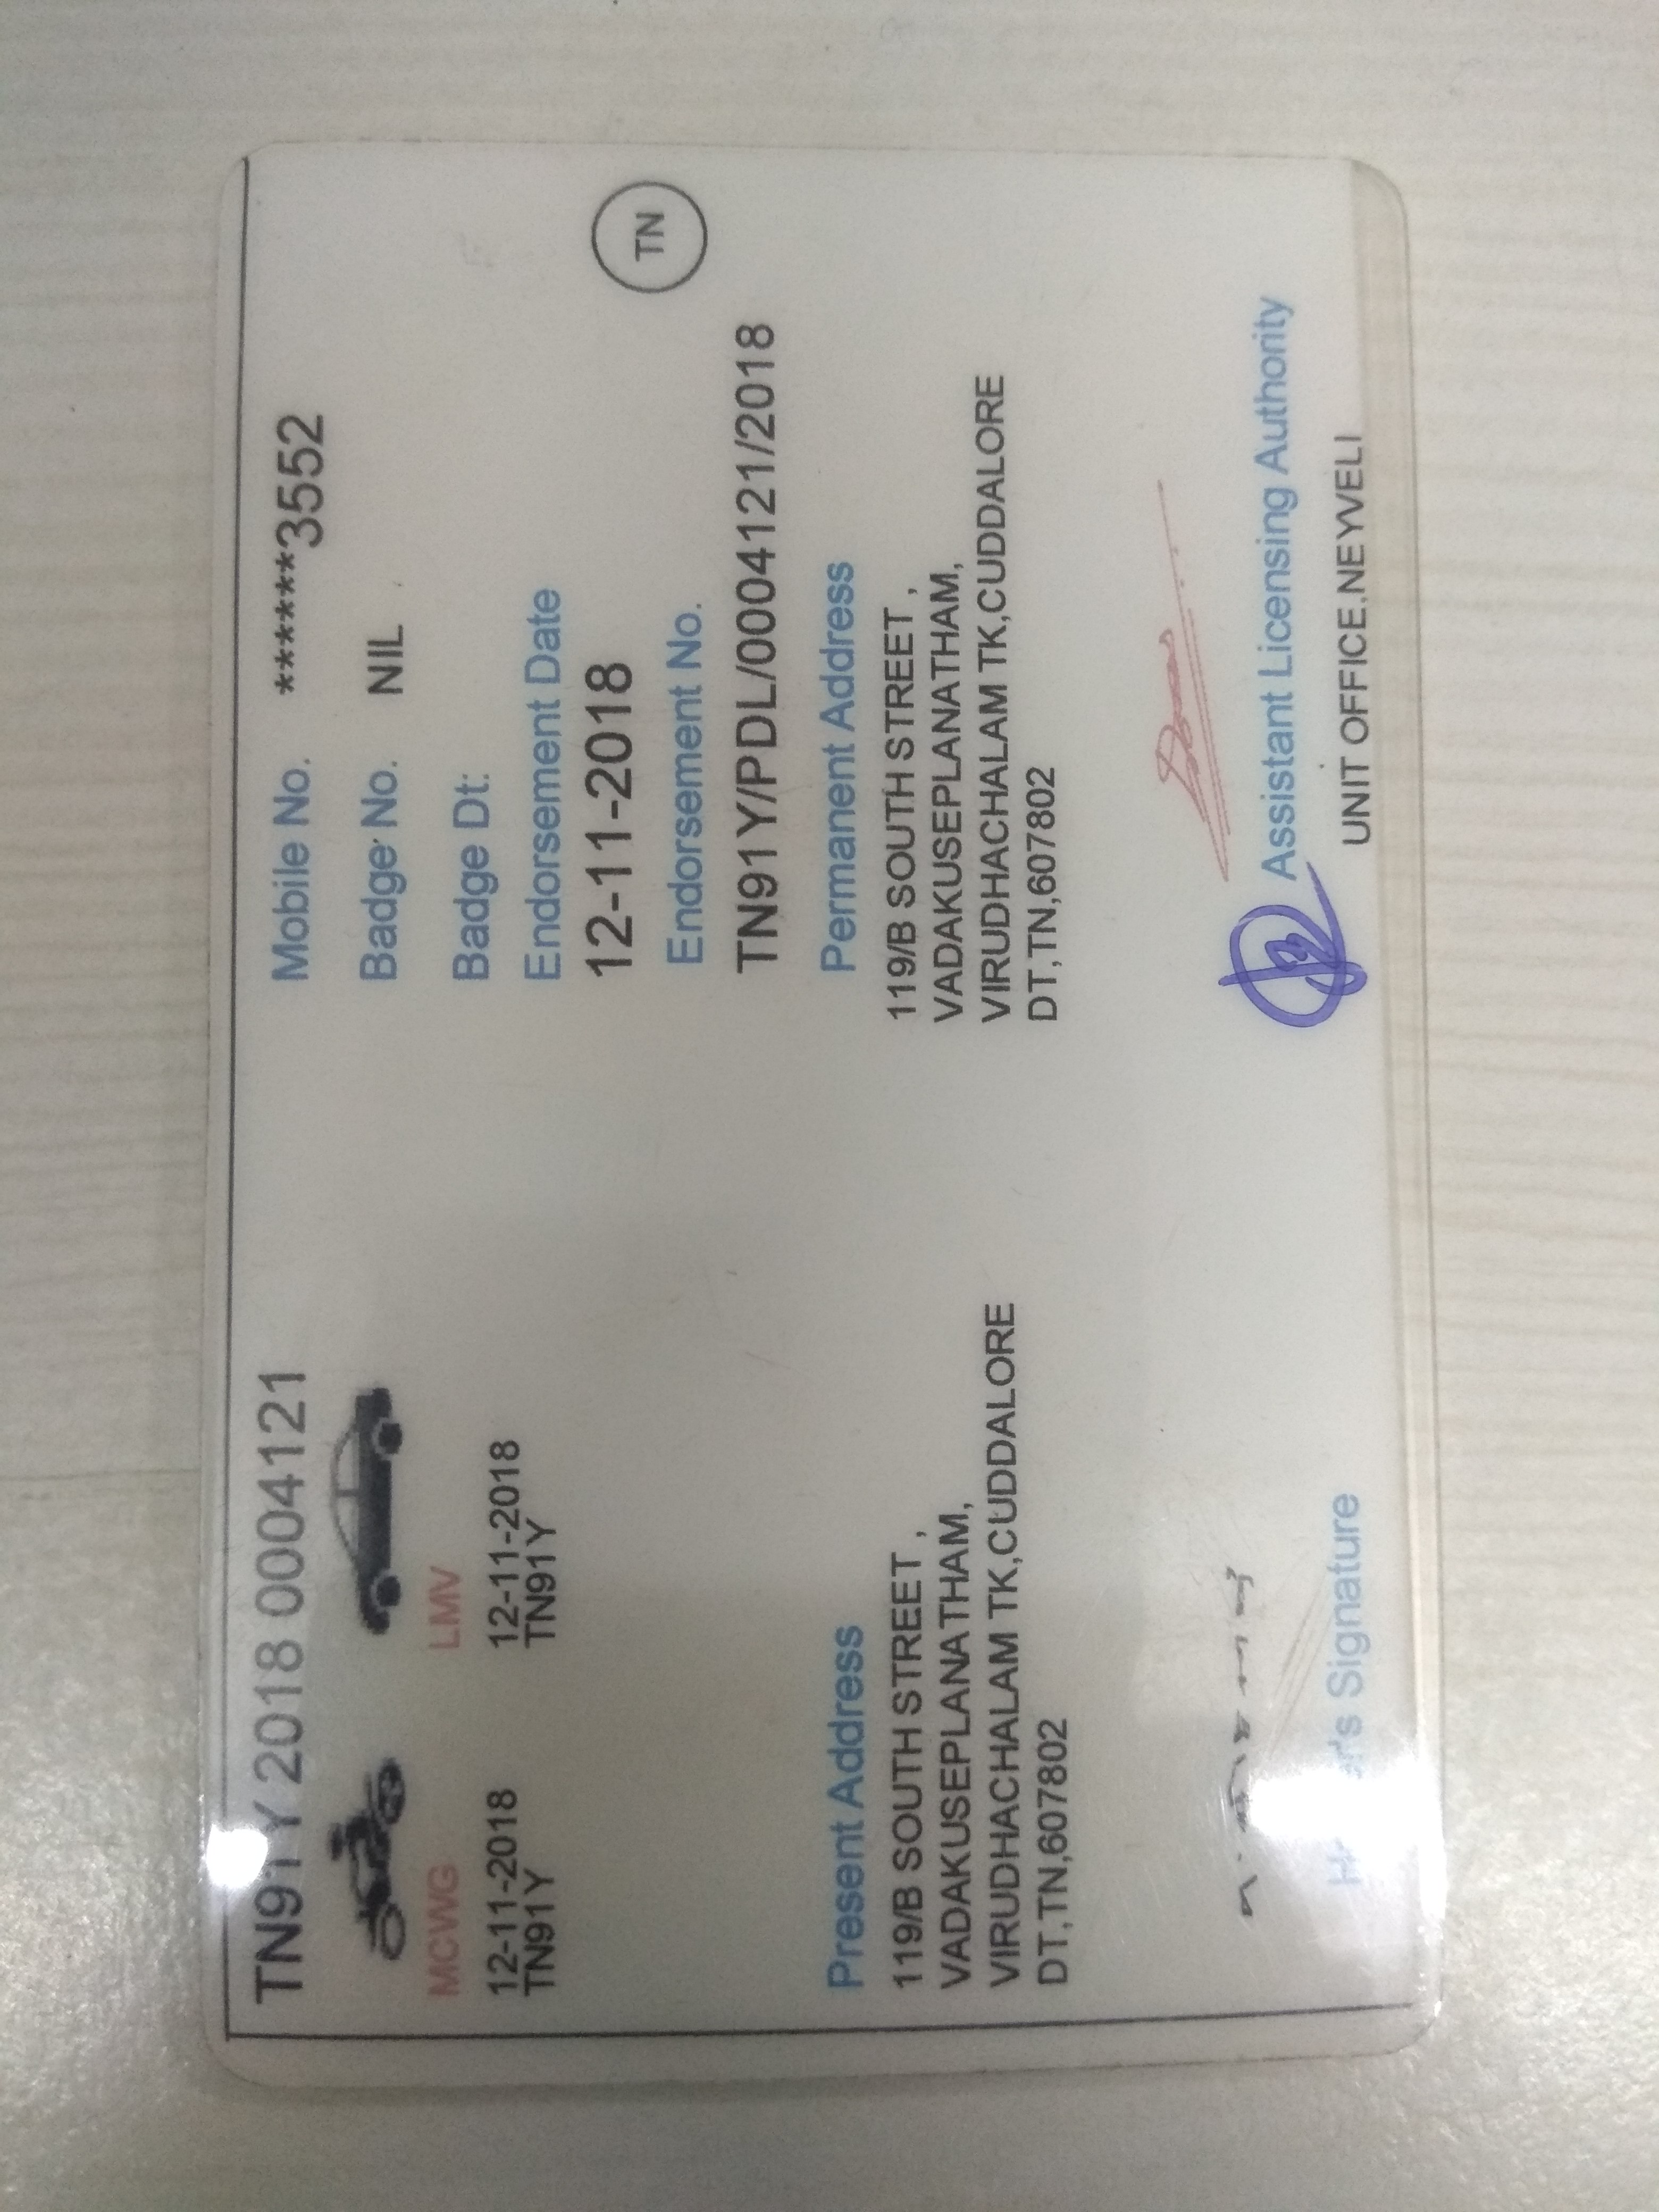 TN91Y 2018 0004121
MCWG
12-11-2018
TN91Y
LMV
12-11-2018
TN91Y
Mobile No. ******3552
Badge No. NIL
Badge Dt:
Endorsement Date
12-11-2018
Endorsement No.
TN91Y/PDL/0004121/2018
TN
Present Address
119/B SOUTH STREET ,
VADAKUSEPLANATHAM,
VIRUDHACHALAM TK,CUDDALORE
DT,TN,607802
Permanent Address
119/B SOUTH STREET ,
VADAKUSEPLANATHAM,
VIRUDHACHALAM TK,CUDDALORE
DT,TN,607802
Signature
Assistant Licensing Authority
UNIT OFFICE,NEYVELI